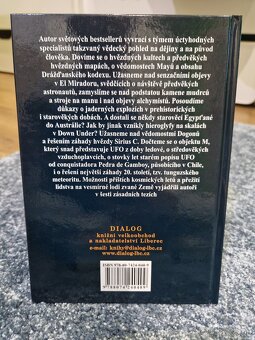 Autor světových bestsellerů vyvrací s týmem úctyhodných
specialistů takzvaný vědecký pohled na dějiny a na původ
člověka. Dovíme se o hvězdných kultech a předvěkých
hvězdných mapách, o vědomostech Mayů a obsahu
Drážďanského kodexu. Užasneme nad senzačními objevy
v El Miradoru, svědčících o návštěvě předvěkých
astronautů, zamyslíme se nad podstatou kamene mudrců
a stroje na manu i nad objevy alchymistů. Posoudíme
důkazy o jaderných explozích v prehistorických
i starověkých dobách. A dostali se někdy starověcí Egypťané
do Austrálie? Jak by jinak vznikly hieroglyfy na skalách
v Down Under? Užasneme nad vědomostmi Dogonů
a řešením záhady hvězdy Sirius C. Dočteme se o objektu M,
který snad představuje UFO z doby ledové, o středověkých
vzduchoplavcích, o stovky let starém popisu UFO
od conquistadora Pedra de Gamboy, působícího v Chile,
i o řešení největší záhady 20. století, tzv. tunguzského
meteoritu. Možnosti příštích kosmických letů a přežití
lidstva na vesmírné lodi zvané Země vyjádřili autoři
v šesti zásadních tezích
DIALOG
knižní velkoobchod
a nakladatelství Liberec
e-mail: knihy@dialog-lbc.cz
dialog-lbc.cz